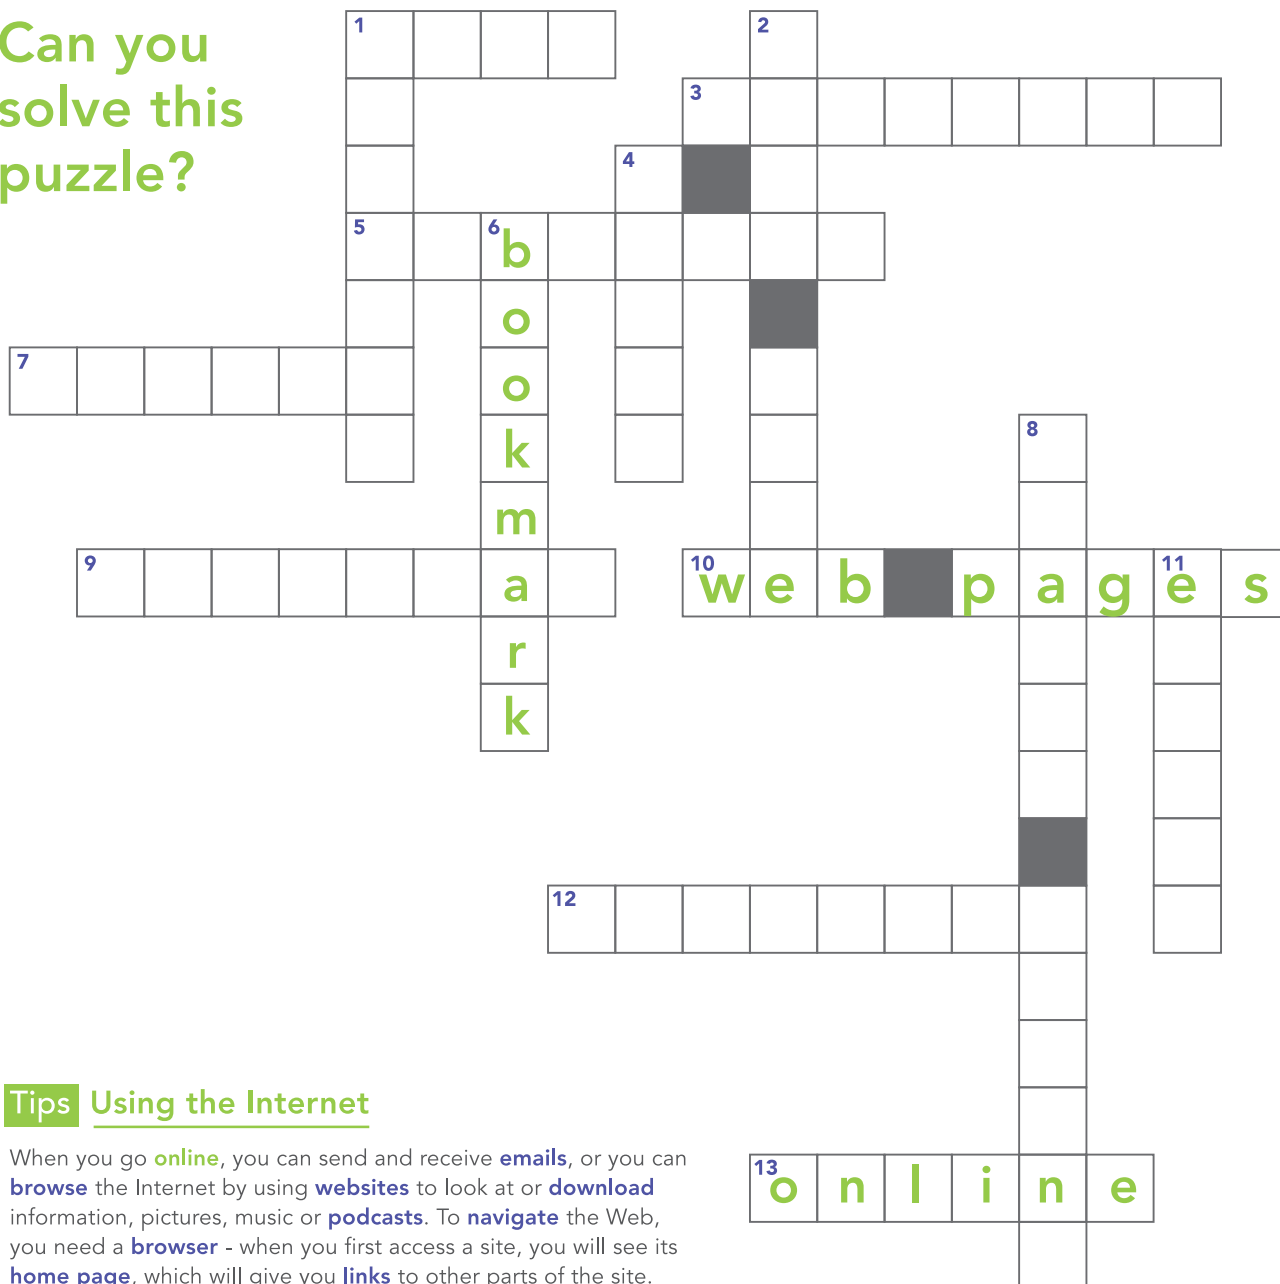 Can you
solve this
puzzle?
1
2
3
4
5
6
b
o
o
k
m
a
r
k
7
8
9
10
11
w e b p a g e s
12
13
o n l i n e
Tips Using the Internet
When you go online, you can send and receive emails, or you can
browse the Internet by using websites to look at or download
information, pictures, music or podcasts. To navigate the Web,
you need a browser - when you first access a site, you will see its
home page, which will give you links to other parts of the site.